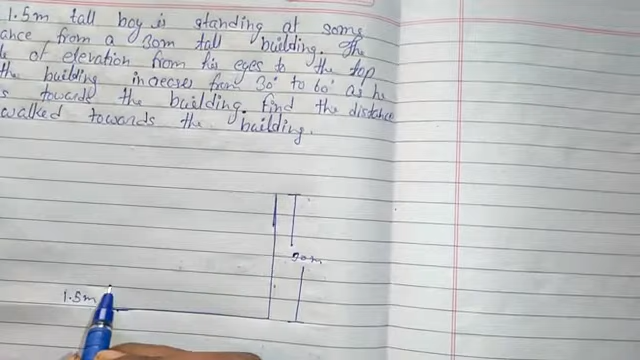 1.5m tall boy is standing at some
ance from a 30m tall building. The
le of elevation from his eyes to the top
the building increses from 30° to 60° as he
s towards the building. find the distance
walked towards the building.
30m
1.5m